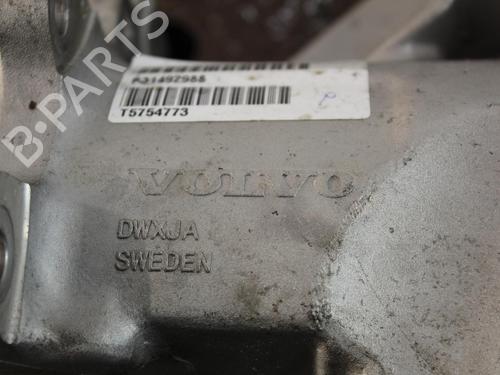 P31492988
T5754773
VOLVO
DWXJA
SWEDEN
B-PARTS